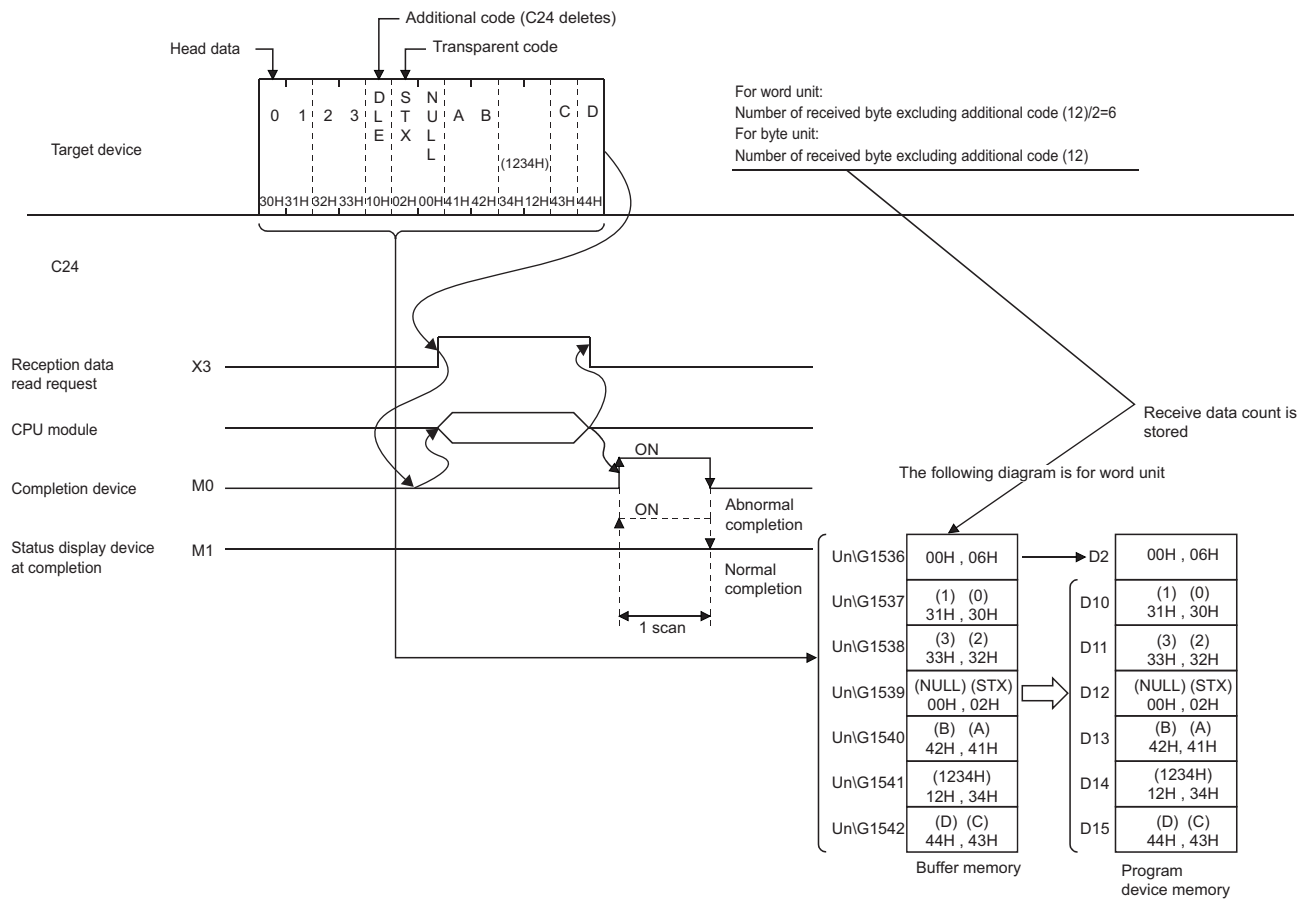 Additional code (C24 deletes)
Head data
Transparent code
0 1 2 3 DLE STX NULL A B (1234H) C D
30H 31H 32H 33H 10H 02H 00H 41H 42H 34H 12H 43H 44H
Target device
For word unit:
Number of received byte excluding additional code (12)/2=6
For byte unit:
Number of received byte excluding additional code (12)
C24
Reception data
read request
X3
CPU module
Completion device
M0
ON
Abnormal
completion
ON
Status display device
at completion
M1
Normal
completion
1 scan
Receive data count is
stored
The following diagram is for word unit
Un\G1536 00H , 06H D2 00H , 06H
Un\G1537 (1) (0) D10 (1) (0)
31H , 30H 31H , 30H
Un\G1538 (3) (2) D11 (3) (2)
33H , 32H 33H , 32H
Un\G1539 (NULL) (STX) D12 (NULL) (STX)
00H , 02H 00H , 02H
Un\G1540 (B) (A) D13 (B) (A)
42H , 41H 42H, 41H
Un\G1541 (1234H) D14 (1234H)
12H , 34H 12H , 34H
Un\G1542 (D) (C) D15 (D) (C)
44H , 43H 44H , 43H
Buffer memory
Program
device memory